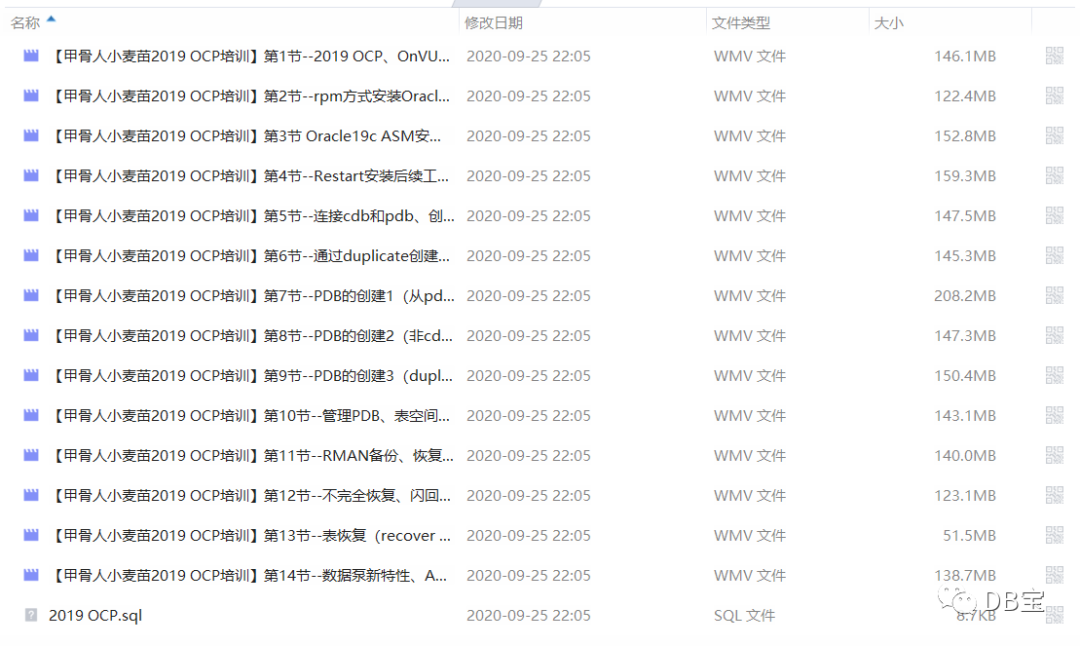 名称 修改日期 文件类型 大小
【甲骨人小麦苗2019 OCP培训】第1节--2019 OCP、OnVU... 2020-09-25 22:05 WMV 文件 146.1MB
【甲骨人小麦苗2019 OCP培训】第2节--rpm方式安装Oracl... 2020-09-25 22:05 WMV 文件 122.4MB
【甲骨人小麦苗2019 OCP培训】第3节 Oracle19c ASM安... 2020-09-25 22:05 WMV 文件 152.8MB
【甲骨人小麦苗2019 OCP培训】第4节--Restart安装后续工... 2020-09-25 22:05 WMV 文件 159.3MB
【甲骨人小麦苗2019 OCP培训】第5节--连接cdb和pdb、创... 2020-09-25 22:05 WMV 文件 147.5MB
【甲骨人小麦苗2019 OCP培训】第6节--通过duplicate创建... 2020-09-25 22:05 WMV 文件 145.3MB
【甲骨人小麦苗2019 OCP培训】第7节--PDB的创建1（从pd... 2020-09-25 22:05 WMV 文件 208.2MB
【甲骨人小麦苗2019 OCP培训】第8节--PDB的创建2（非cd... 2020-09-25 22:05 WMV 文件 147.3MB
【甲骨人小麦苗2019 OCP培训】第9节--PDB的创建3（dupl... 2020-09-25 22:05 WMV 文件 150.4MB
【甲骨人小麦苗2019 OCP培训】第10节--管理PDB、表空间... 2020-09-25 22:05 WMV 文件 143.1MB
【甲骨人小麦苗2019 OCP培训】第11节--RMAN备份、恢复... 2020-09-25 22:05 WMV 文件 140.0MB
【甲骨人小麦苗2019 OCP培训】第12节--不完全恢复、闪回... 2020-09-25 22:05 WMV 文件 123.1MB
【甲骨人小麦苗2019 OCP培训】第13节--表恢复（recover ... 2020-09-25 22:05 WMV 文件 51.5MB
【甲骨人小麦苗2019 OCP培训】第14节--数据泵新特性、A... 2020-09-25 22:05 WMV 文件 138.7MB
2019 OCP.sql 2020-09-25 22:05 SQL 文件 8.7KB
DB宝